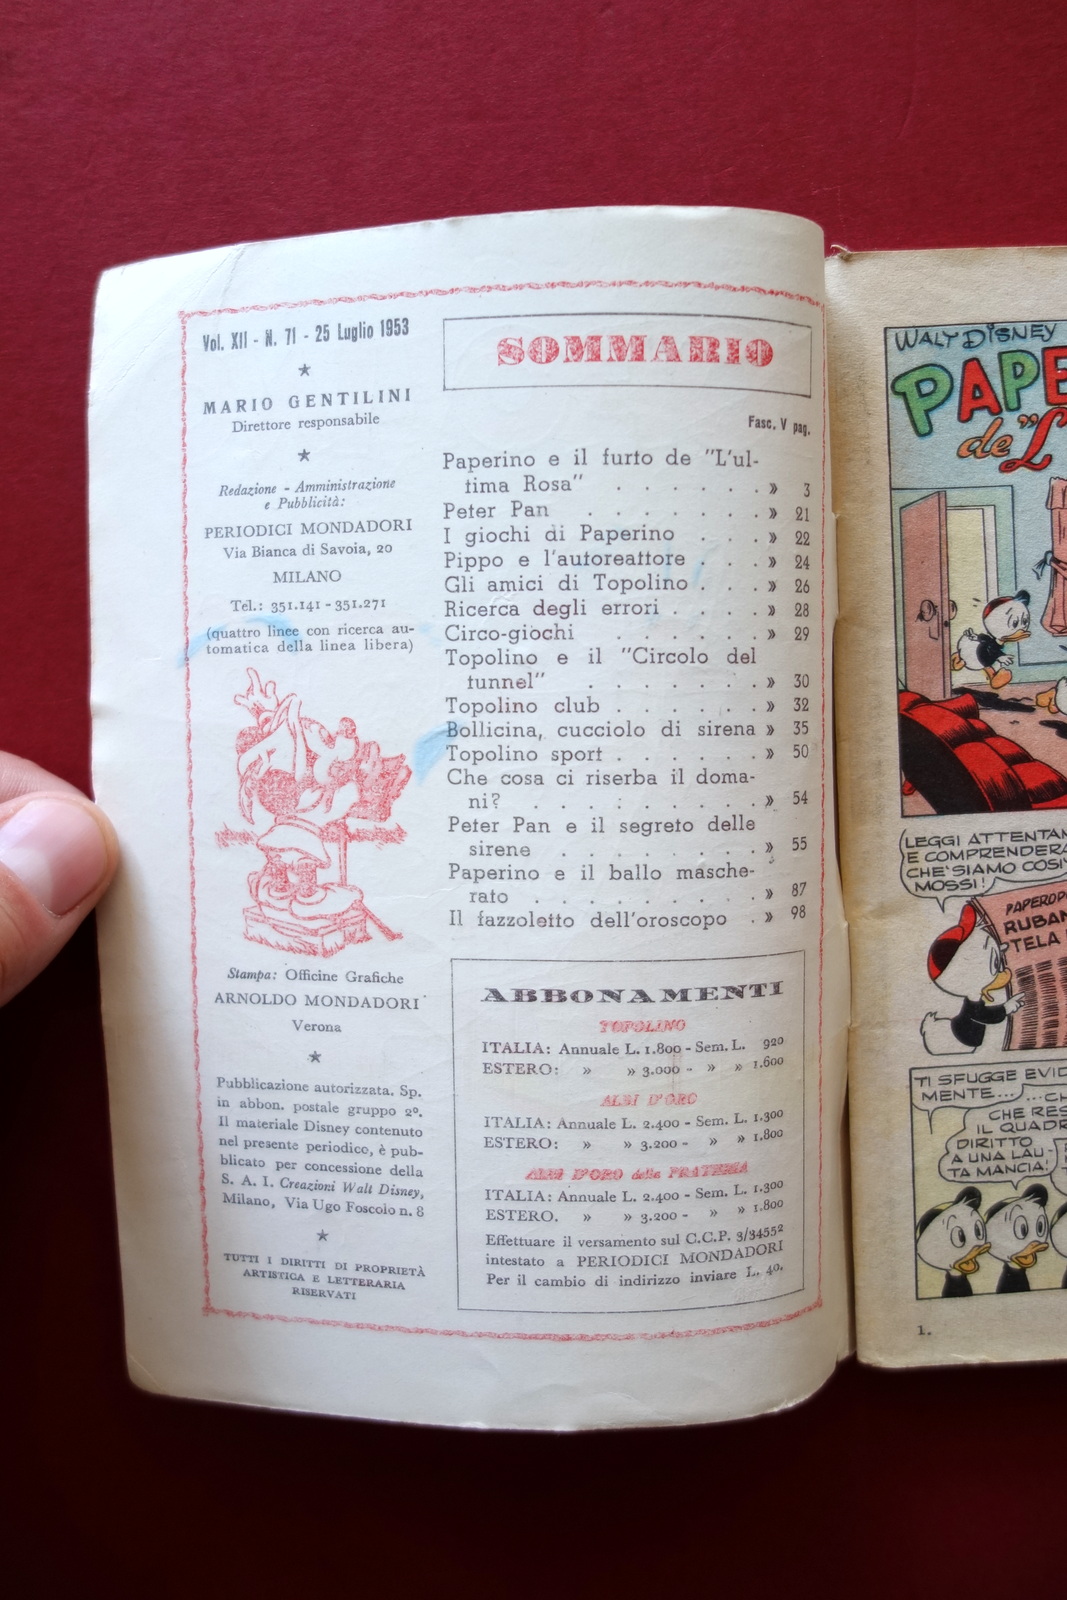 Vol. XII - N. 71 - 25 Luglio 1953
MARIO GENTILINI
Direttore responsabile
Redazione - Amministrazione
e Pubblicità:
PERIODICI MONDADORI
Via Bianca di Savoia, 20
MILANO
Tel.: 351.141 - 351.271
(quattro linee con ricerca au-
tomatica della linea libera)
Stampa: Officine Grafiche
ARNOLDO MONDADORI
Verona
Pubblicazione autorizzata. Sp.
in abbon. postale gruppo 2°.
Il materiale Disney contenuto
nel presente periodico, è pub-
blicato per concessione della
S. A. I. Creazioni Walt Disney,
Milano, Via Ugo Foscolo n. 8
TUTTI I DIRITTI DI PROPRIETÀ
ARTISTICA E LETTERARIA
RISERVATI
SOMMARIO
Fasc. V pag.
Paperino e il furto de "L'ul-
tima Rosa" . . . . . . » 3
Peter Pan . . . . . . . » 21
I giochi di Paperino . . . » 22
Pippo e l'autoreattore . . . » 24
Gli amici di Topolino . . . » 26
Ricerca degli errori . . . . » 28
Circo-giochi . . . . . . » 29
Topolino e il "Circolo del
tunnel" . . . . . . . » 30
Topolino club . . . . . . » 32
Bollicina, cucciolo di sirena » 35
Topolino sport . . . . . . » 50
Che cosa ci riserba il doma-
ni? . . . . . . . . » 54
Peter Pan e il segreto delle
sirene . . . . . . . » 55
Paperino e il ballo masche-
rato . . . . . . . . » 87
Il fazzoletto dell'oroscopo . » 98
ABBONAMENTI
TOPOLINO
ITALIA: Annuale L. 1.800 - Sem. L. 920
ESTERO: » » 3.000 - » » 1.600
ALBI D'ORO
ITALIA: Annuale L. 2.400 - Sem. L. 1.300
ESTERO: » » 3.200 - » » 1.800
ALBI D'ORO della PRATERIA
ITALIA: Annuale L. 2.400 - Sem. L. 1.300
ESTERO. » » 3.200 - » » 1.800
Effettuare il versamento sul C.C.P. 3/34552
intestato a PERIODICI MONDADORI
Per il cambio di indirizzo inviare L. 40.
WALT DISNEY
PAPE
de "L'
LEGGI ATTENTAM
E COMPRENDERA
CHE'SIAMO COSI'
MOSSI!
PAPEROPO
RUBA
TELA
TI SFUGGE EVID
MENTE...
...CH
CHE RES
IL QUADR
DIRITTO
A UNA LAU-
TA MANCIA!
1.